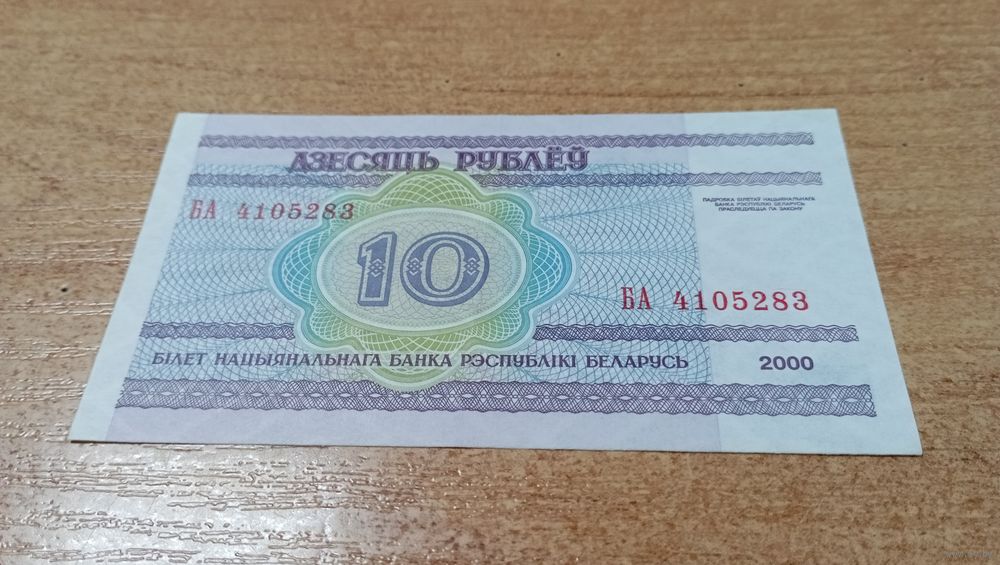 ДЗЕСЯЦЬ РУБЛЁЎ
ПАДРОБКА БІЛЕТАЎ НАЦЫЯНАЛЬНАГА
БАНКА РЭСПУБЛІКІ БЕЛАРУСЬ
ПРАСЛЕДУЕЦЦА ПА ЗАКОНУ
БА 4105283
10
БА 4105283
БІЛЕТ НАЦЫЯНАЛЬНАГА БАНКА РЭСПУБЛІКІ БЕЛАРУСЬ 2000